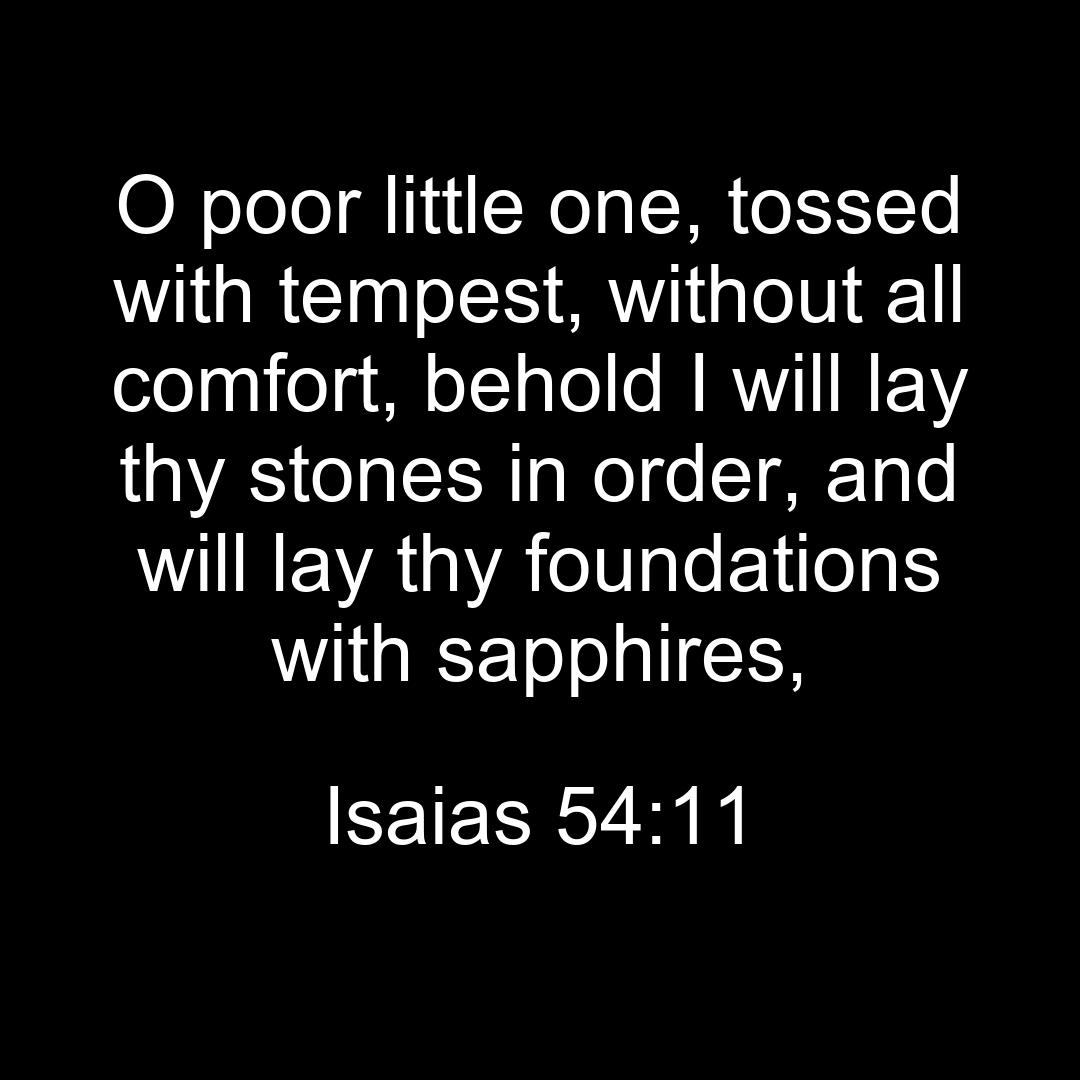 O poor little one, tossed
with tempest, without all
comfort, behold I will lay
thy stones in order, and
will lay thy foundations
with sapphires,
Isaias 54:11